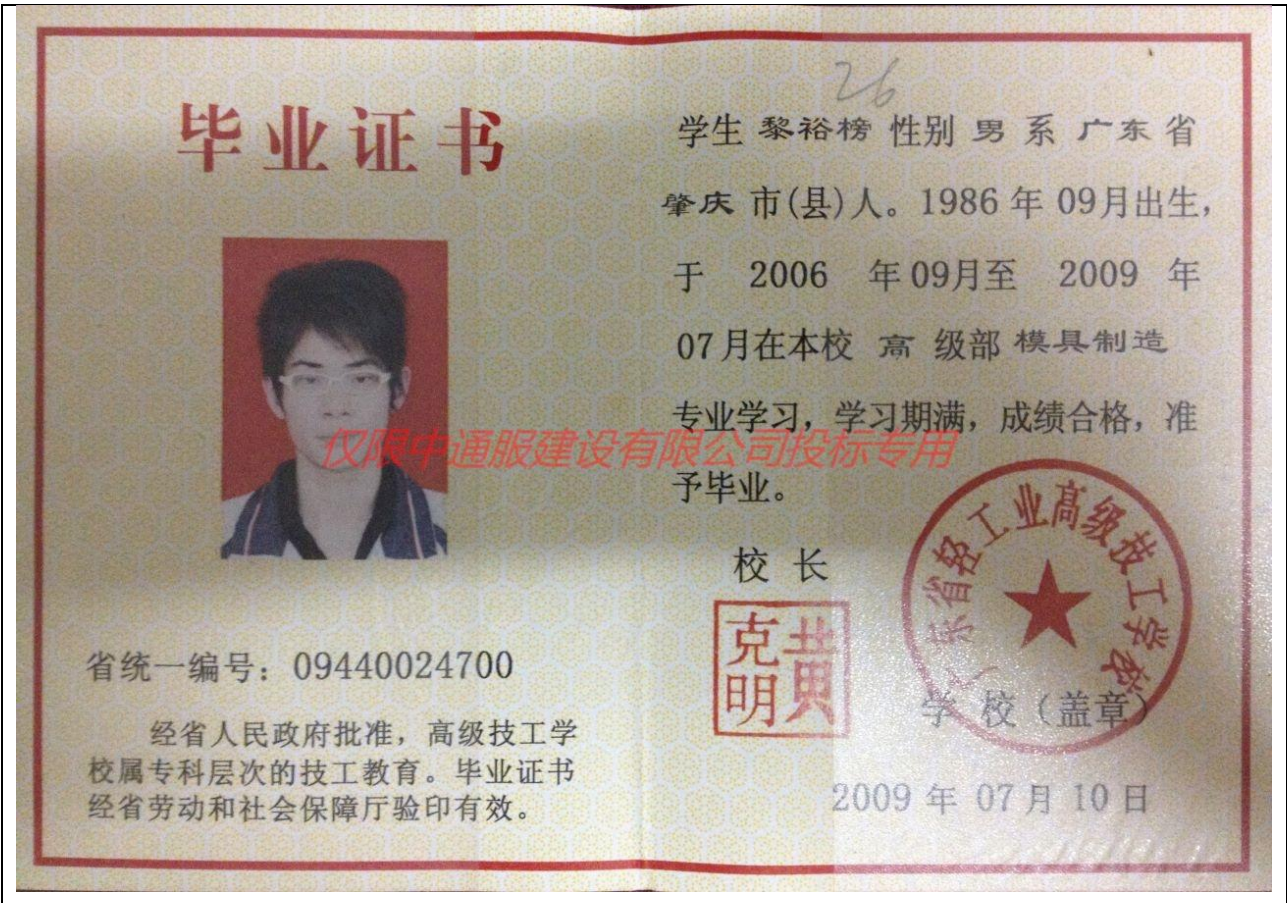 毕业证书
省统一编号：09440024700
经省人民政府批准，高级技工学
校属专科层次的技工教育。毕业证书
经省劳动和社会保障厅验印有效。
26
学生 黎裕榜 性别 男 系 广东 省
肇庆 市(县)人。1986 年 09月出生，
于 2006 年 09月至 2009 年
07月在本校 高 级部 模具制造
专业学习，学习期满，成绩合格，准
仅限中通服建设有限公司投标专用
予毕业。
校 长
黄克明
广东省轻工业高级技工学校
学 校（盖章）
2009 年 07月 10日